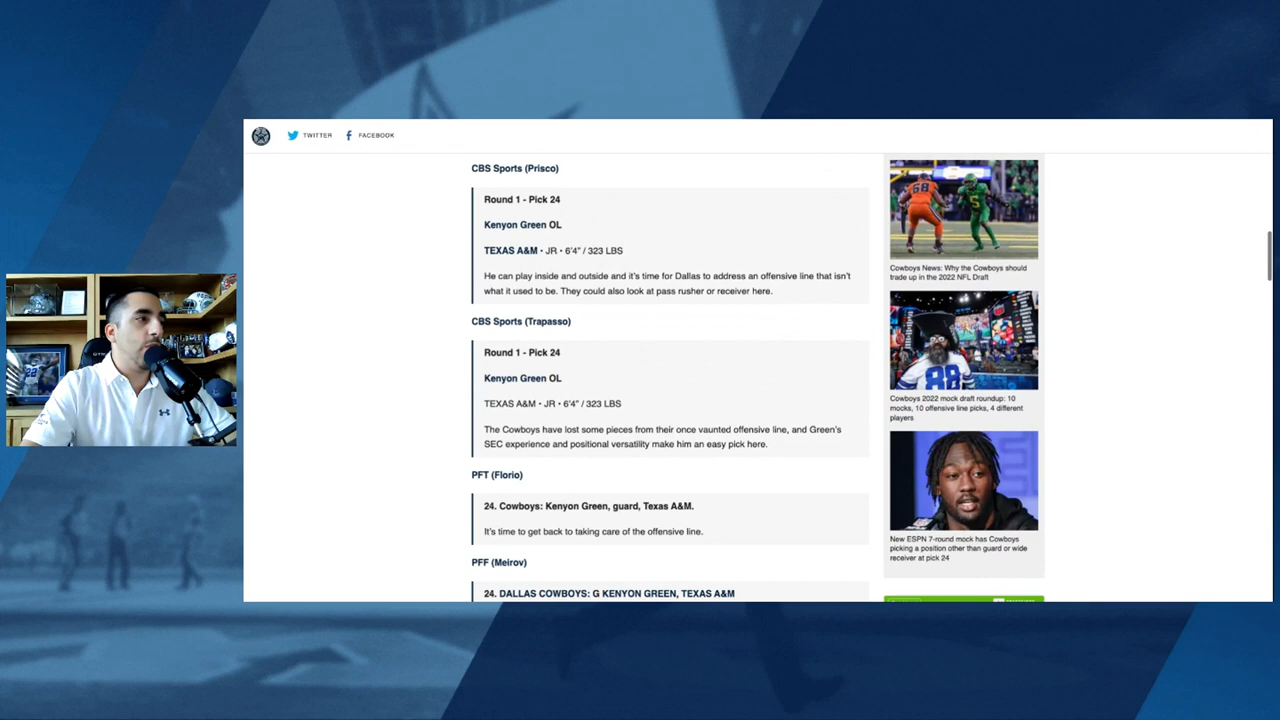 TWITTER
FACEBOOK
CBS Sports (Prisco)
Round 1 - Pick 24
Kenyon Green OL
TEXAS A&M • JR • 6'4" / 323 LBS
He can play inside and outside and it's time for Dallas to address an offensive line that isn't
what it used to be. They could also look at pass rusher or receiver here.
CBS Sports (Trapasso)
Round 1 - Pick 24
Kenyon Green OL
TEXAS A&M • JR • 6'4" / 323 LBS
The Cowboys have lost some pieces from their once vaunted offensive line, and Green's
SEC experience and positional versatility make him an easy pick here.
PFT (Florio)
24. Cowboys: Kenyon Green, guard, Texas A&M.
It's time to get back to taking care of the offensive line.
PFF (Meirov)
24. DALLAS COWBOYS: G KENYON GREEN, TEXAS A&M
68
5
Cowboys News: Why the Cowboys should
trade up in the 2022 NFL Draft
88
Cowboys 2022 mock draft roundup: 10
mocks, 10 offensive line picks, 4 different
players
New ESPN 7-round mock has Cowboys
picking a position other than guard or wide
receiver at pick 24
22